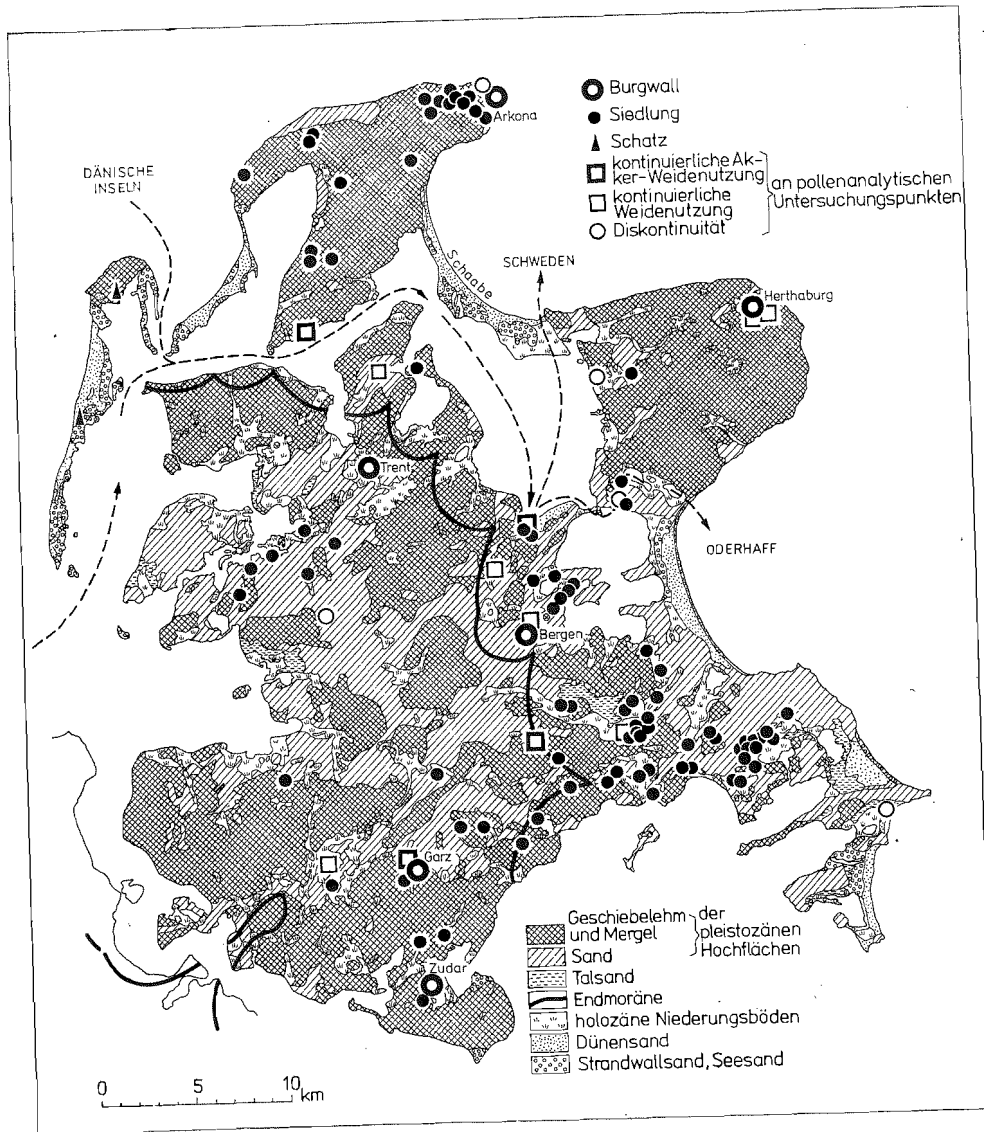 Burgwall
Arkona
Siedlung
Schatz
DÄNISCHE
INSELN
kontinuierliche Ak-
ker-Weidenutzung
kontinuierliche
Weidenutzung
Diskontinuität
an pollenanalytischen
Untersuchungspunkten
Schaabe
SCHWEDEN
Herthaburg
Trent
ODERHAFF
Bergen
Garz
Zudar
Geschiebelehm
und Mergel
der
pleistozänen
Hochflächen
Sand
Talsand
Endmoräne
holozäne Niederungsböden
Dünensand
Strandwallsand, Seesand
0 5 10
km